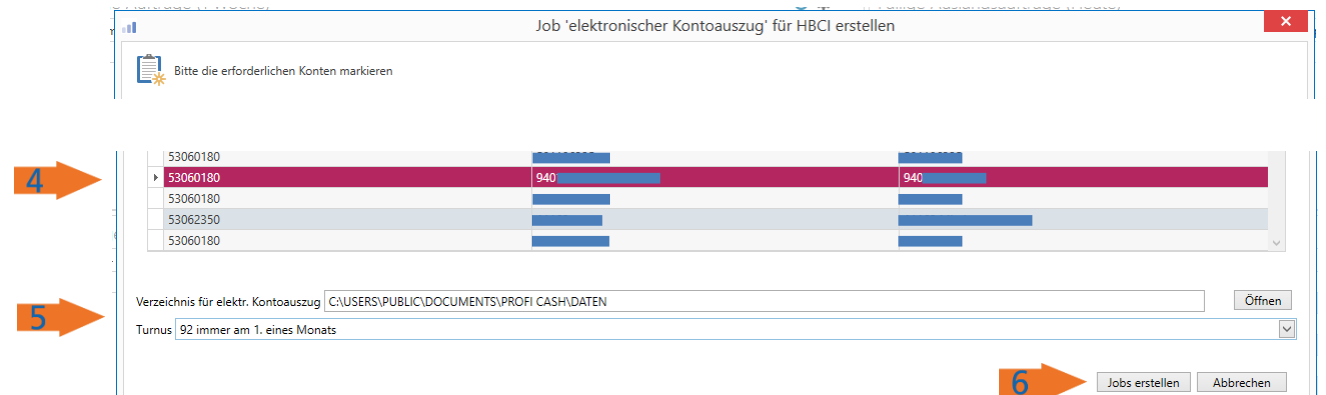 Job 'elektronischer Kontoauszug' für HBCI erstellen
Bitte die erforderlichen Konten markieren
53060180
4
53060180 940 940
53060180
53062350
53060180
5
Verzeichnis für elektr. Kontoauszug C:\USERS\PUBLIC\DOCUMENTS\PROFI CASH\DATEN Öffnen
Turnus 92 immer am 1. eines Monats
6
Jobs erstellen Abbrechen